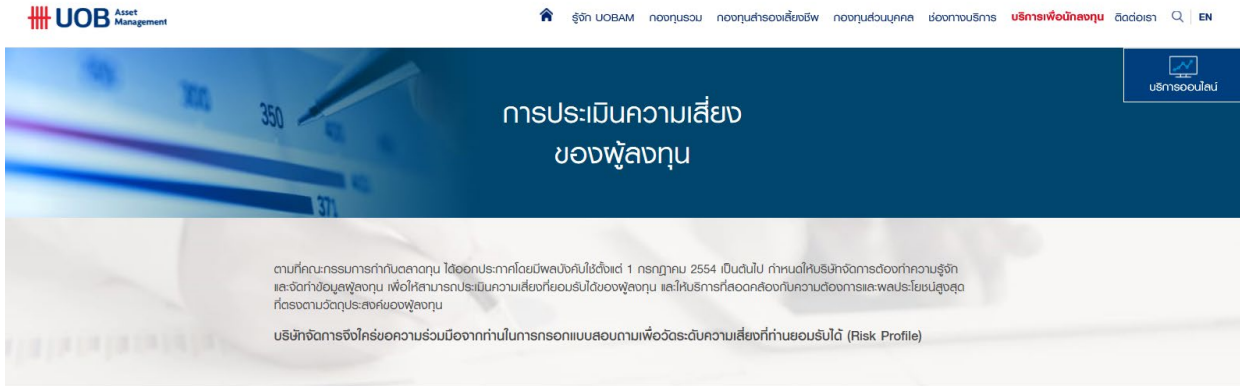 UOB Asset Management
รู้จัก UOBAM กองทุนรวม กองทุนสำรองเลี้ยงชีพ กองทุนส่วนบุคคล ช่องทางบริการ บริการเพื่อนักลงทุน ติดต่อเรา EN
บริการออนไลน์
350
371
การประเมินความเสี่ยง
ของผู้ลงทุน
ตามที่คณะกรรมการกำกับตลาดทุน ได้ออกประกาศโดยมีผลบังคับใช้ตั้งแต่ 1 กรกฎาคม 2554 เป็นต้นไป กำหนดให้บริษัทจัดการต้องทำความรู้จัก
และจัดทำข้อมูลผู้ลงทุน เพื่อให้สามารถประเมินความเสี่ยงที่ยอมรับได้ของผู้ลงทุน และให้บริการที่สอดคล้องกับความต้องการและผลประโยชน์สูงสุด
ที่ตรงตามวัตถุประสงค์ของผู้ลงทุน
บริษัทจัดการจึงใคร่ขอความร่วมมือจากท่านในการกรอกแบบสอบถามเพื่อวัดระดับความเสี่ยงที่ท่านยอมรับได้ (Risk Profile)